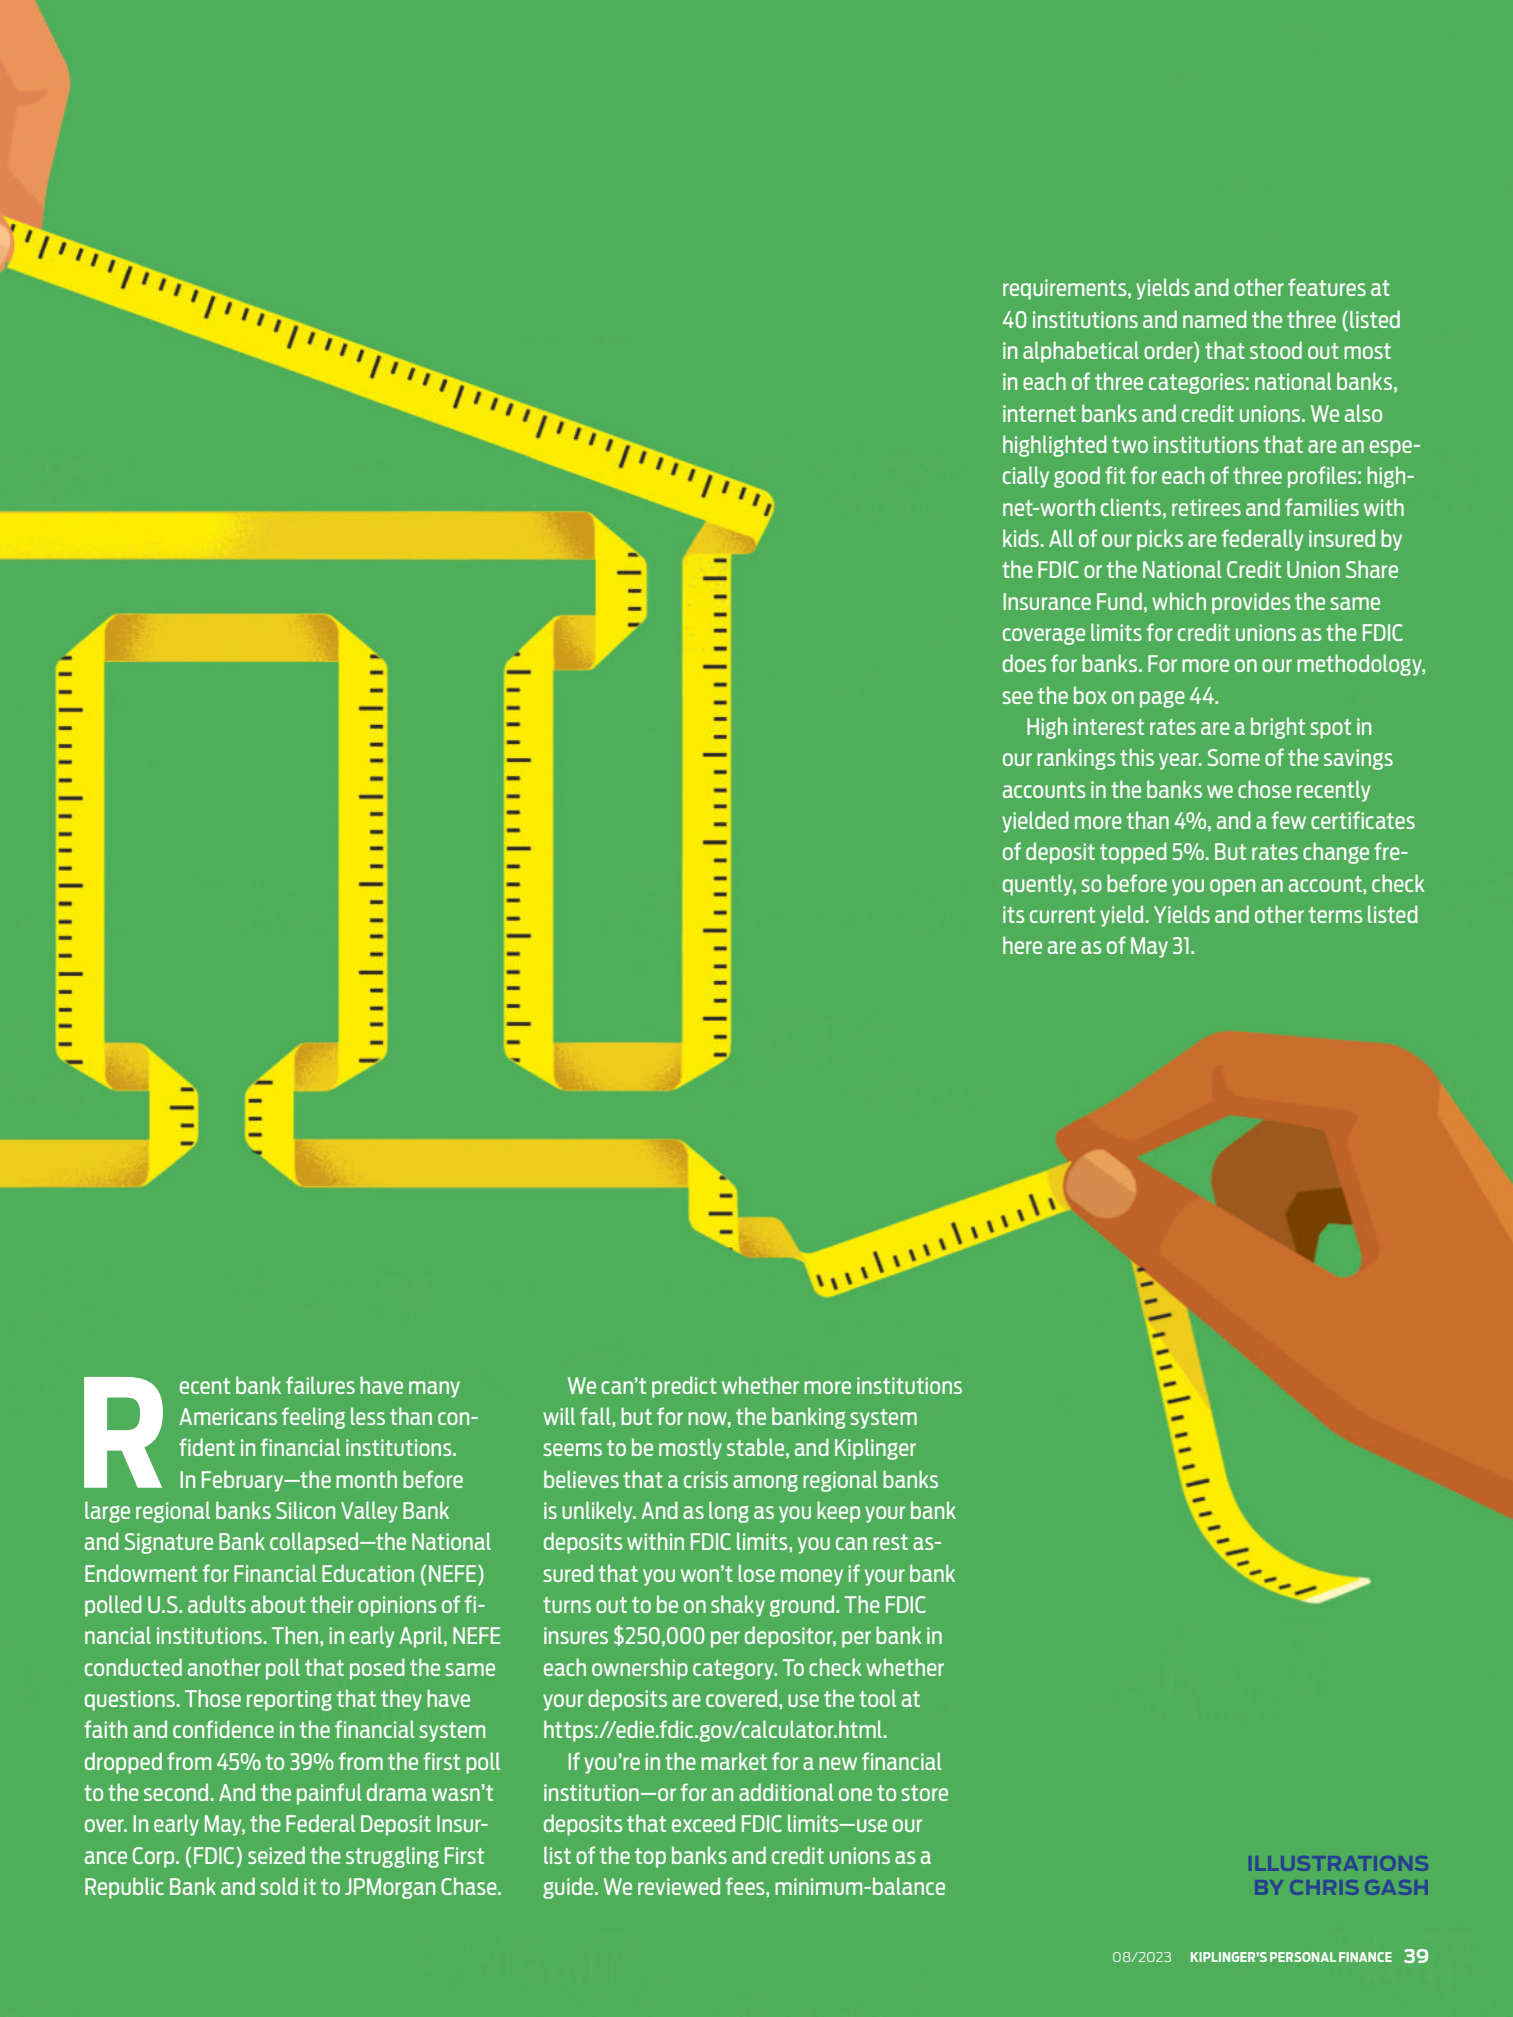 Recent bank failures have many
Americans feeling less than con-
fident in financial institutions.
In February—the month before
large regional banks Silicon Valley Bank
and Signature Bank collapsed—the National
Endowment for Financial Education (NEFE)
polled U.S. adults about their opinions of fi-
nancial institutions. Then, in early April, NEFE
conducted another poll that posed the same
questions. Those reporting that they have
faith and confidence in the financial system
dropped from 45% to 39% from the first poll
to the second. And the painful drama wasn't
over. In early May, the Federal Deposit Insur-
ance Corp. (FDIC) seized the struggling First
Republic Bank and sold it to JPMorgan Chase.
We can't predict whether more institutions
will fall, but for now, the banking system
seems to be mostly stable, and Kiplinger
believes that a crisis among regional banks
is unlikely. And as long as you keep your bank
deposits within FDIC limits, you can rest as-
sured that you won't lose money if your bank
turns out to be on shaky ground. The FDIC
insures $250,000 per depositor, per bank in
each ownership category. To check whether
your deposits are covered, use the tool at
https://edie.fdic.gov/calculator.html.
If you're in the market for a new financial
institution—or for an additional one to store
deposits that exceed FDIC limits—use our
list of the top banks and credit unions as a
guide. We reviewed fees, minimum-balance
requirements, yields and other features at
40 institutions and named the three (listed
in alphabetical order) that stood out most
in each of three categories: national banks,
internet banks and credit unions. We also
highlighted two institutions that are an espe-
cially good fit for each of three profiles: high-
net-worth clients, retirees and families with
kids. All of our picks are federally insured by
the FDIC or the National Credit Union Share
Insurance Fund, which provides the same
coverage limits for credit unions as the FDIC
does for banks. For more on our methodology,
see the box on page 44.
High interest rates are a bright spot in
our rankings this year. Some of the savings
accounts in the banks we chose recently
yielded more than 4%, and a few certificates
of deposit topped 5%. But rates change fre-
quently, so before you open an account, check
its current yield. Yields and other terms listed
here are as of May 31.
ILLUSTRATIONS
BY CHRIS GASH
08/2023 KIPLINGER'S PERSONAL FINANCE 39